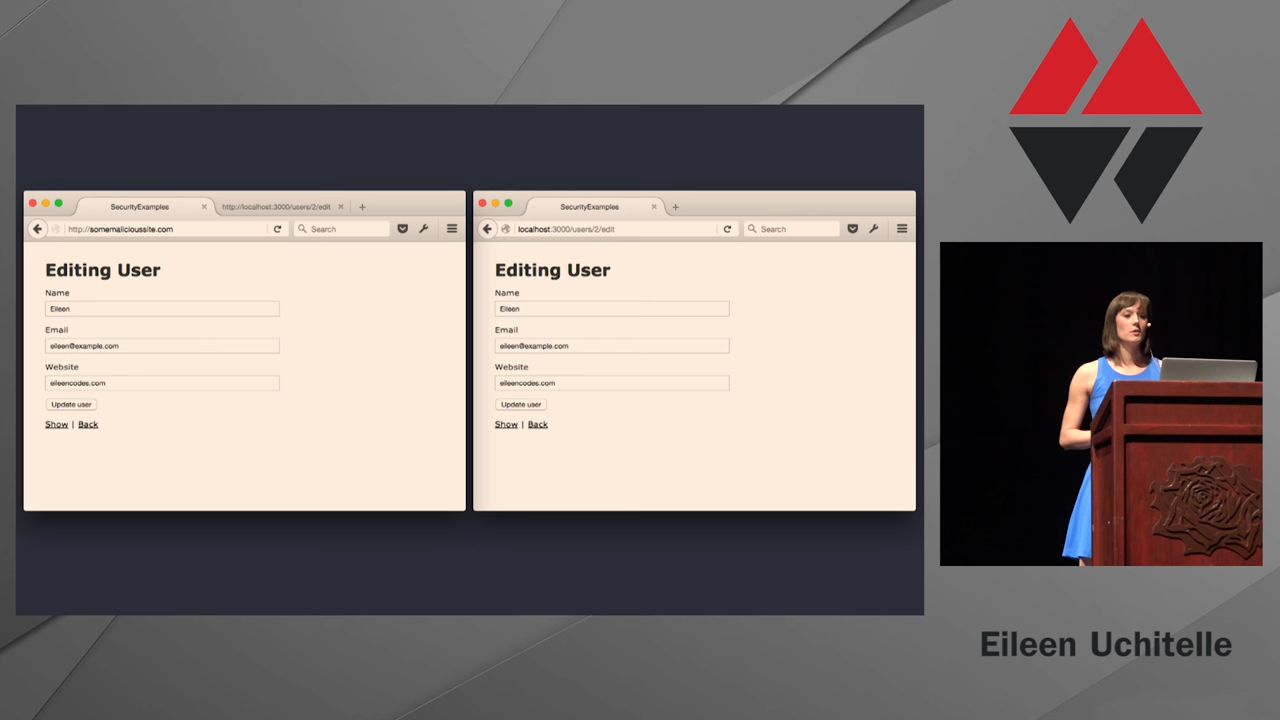 SecurityExamples
http://localhost:3000/users/2/edit
http://somemalicioussite.com
Search
Editing User
Name
Eileen
Email
eileen@example.com
Website
eileencodes.com
Update user
Show | Back
SecurityExamples
localhost:3000/users/2/edit
Search
Editing User
Name
Eileen
Email
eileen@example.com
Website
eileencodes.com
Update user
Show | Back
Eileen Uchitelle